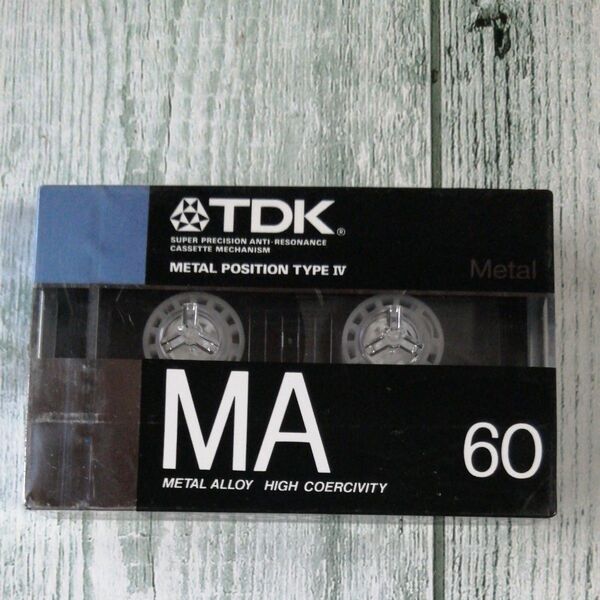 TDK®
SUPER PRECISION ANTI-RESONANCE
CASSETTE MECHANISM
METAL POSITION TYPE IV
Metal
MA
60
METAL ALLOY HIGH COERCIVITY